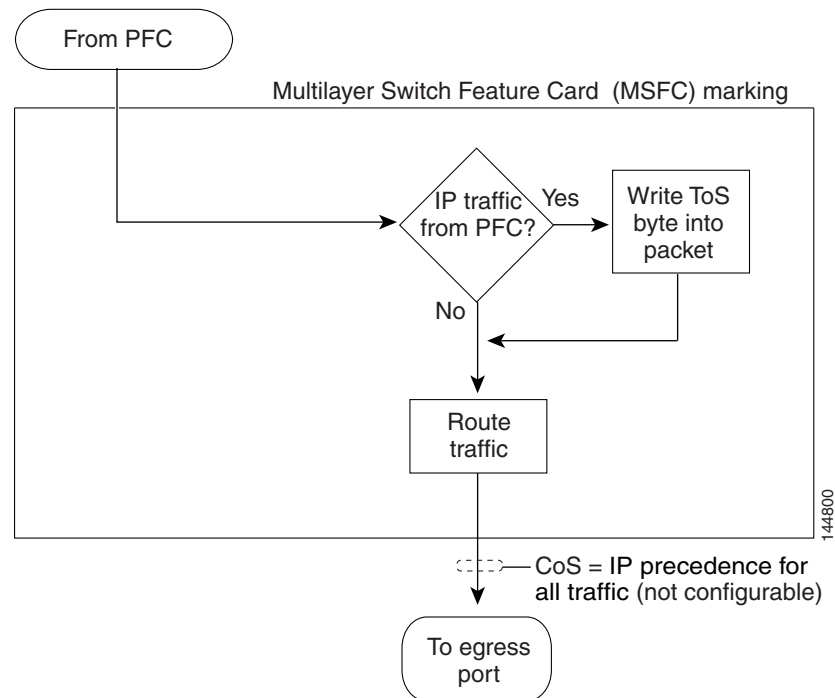 From PFC
Multilayer Switch Feature Card (MSFC) marking
IP traffic
from PFC?
Yes
Write ToS
byte into
packet
No
Route
traffic
144800
CoS = IP precedence for
all traffic (not configurable)
To egress
port